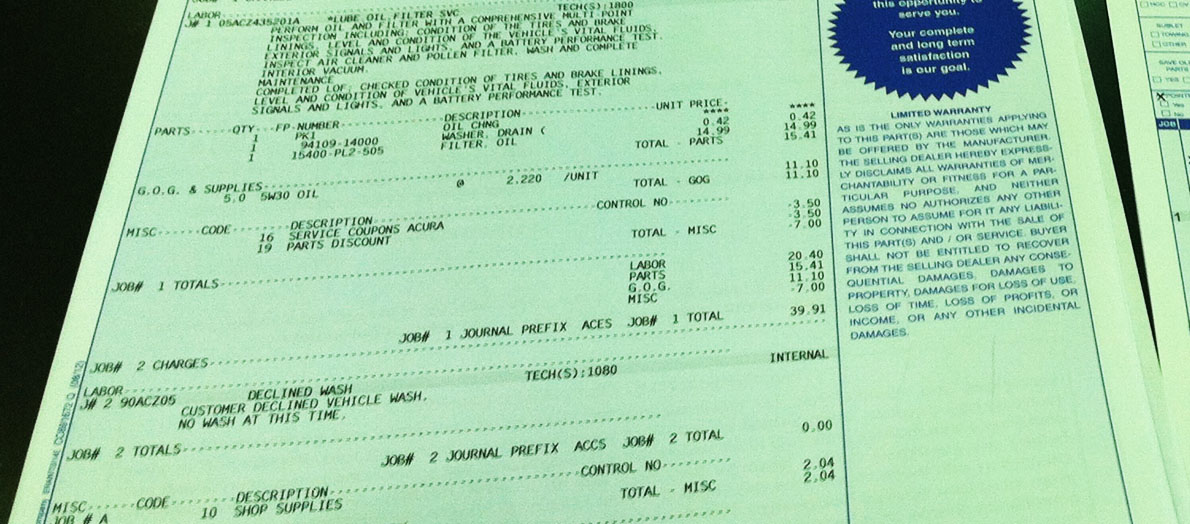 LABOR
TECH(S):1800
J# 1 05ACZ435201A *LUBE OIL FILTER SVC
PERFORM OIL AND FILTER WITH A COMPREHENSIVE MULTI-POINT
INSPECTION INCLUDING, CONDITION OF THE TIRES AND BRAKE
LININGS, LEVEL AND CONDITION OF THE VEHICLE'S VITAL FLUIDS,
EXTERIOR SIGNALS AND LIGHTS, AND A BATTERY PERFORMANCE TEST.
INSPECT AIR CLEANER AND POLLEN FILTER. WASH AND COMPLETE
INTERIOR VACUUM.
MAINTENANCE
COMPLETED LOF, CHECKED CONDITION OF TIRES AND BRAKE LININGS,
LEVEL AND CONDITION OF VEHICLE'S VITAL FLUIDS, EXTERIOR
SIGNALS AND LIGHTS, AND A BATTERY PERFORMANCE TEST.
PARTS------QTY---FP-NUMBER---------------DESCRIPTION--------------------UNIT PRICE-
1 PK1 OIL CHNG **** ****
1 94109-14000 WASHER, DRAIN ( 0.42 0.42
1 15400-PL2-505 FILTER, OIL 14.99 14.99
TOTAL - PARTS 15.41
G.O.G. & SUPPLIES
5.0 5W30 OIL @ 2.220 /UNIT 11.10
TOTAL - GOG 11.10
MISC------CODE------DESCRIPTION--------------------CONTROL NO
16 SERVICE COUPONS ACURA -3.50
19 PARTS DISCOUNT -3.50
TOTAL - MISC -7.00
JOB# 1 TOTALS
LABOR 20.40
PARTS 15.41
G.O.G. 11.10
MISC -7.00
JOB# 1 JOURNAL PREFIX ACES JOB# 1 TOTAL 39.91
JOB# 2 CHARGES
LABOR
J# 2 90ACZ05 DECLINED WASH TECH(S):1080 INTERNAL
CUSTOMER DECLINED VEHICLE WASH.
NO WASH AT THIS TIME.
JOB# 2 TOTALS
JOB# 2 JOURNAL PREFIX ACCS JOB# 2 TOTAL 0.00
MISC------CODE------DESCRIPTION--------------------CONTROL NO
JOB # A 10 SHOP SUPPLIES 2.04
TOTAL - MISC 2.04
this opportunity to
serve you.
Your complete
and long term
satisfaction
is our goal.
LIMITED WARRANTY
AS IS THE ONLY WARRANTIES APPLYING
TO THIS PART(S) ARE THOSE WHICH MAY
BE OFFERED BY THE MANUFACTURER.
THE SELLING DEALER HEREBY EXPRESS-
LY DISCLAIMS ALL WARRANTIES OF MER-
CHANTABILITY OR FITNESS FOR A PAR-
TICULAR PURPOSE, AND NEITHER
ASSUMES NO AUTHORIZES ANY OTHER
PERSON TO ASSUME FOR IT ANY LIABILI-
TY IN CONNECTION WITH THE SALE OF
THIS PART(S) AND / OR SERVICE. BUYER
SHALL NOT BE ENTITLED TO RECOVER
FROM THE SELLING DEALER ANY CONSE-
QUENTIAL DAMAGES, DAMAGES TO
PROPERTY, DAMAGES FOR LOSS OF USE,
LOSS OF TIME, LOSS OF PROFITS, OR
INCOME, OR ANY OTHER INCIDENTAL
DAMAGES.
SUBLET
TOWING
OTHER
SAVE OL
PARTS
YES
Yes
No
JOB
1